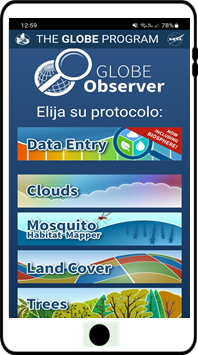 12:59
78%
THE GLOBE PROGRAM
GLOBE
Observer
Elija su protocolo:
Data Entry
NOW
INCLUDING
BIOSPHERE!
Clouds
Mosquito
Habitat Mapper
Land Cover
Trees